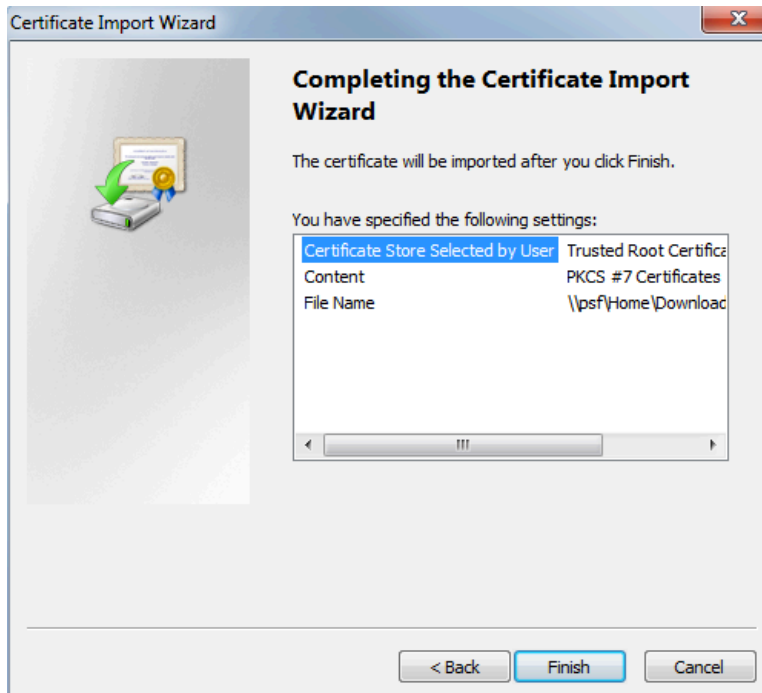 Certificate Import Wizard
Completing the Certificate Import
Wizard
The certificate will be imported after you click Finish.
You have specified the following settings:
Certificate Store Selected by User Trusted Root Certifica
Content PKCS #7 Certificates
File Name \\psf\Home\Download
< Back Finish Cancel